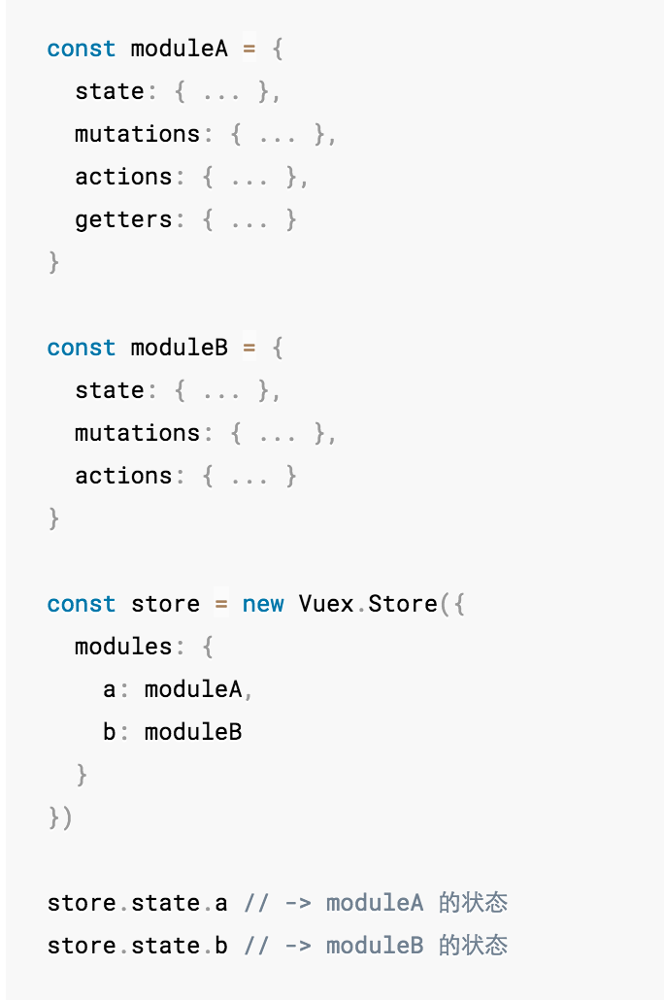 const moduleA = {
  state: { ... },
  mutations: { ... },
  actions: { ... },
  getters: { ... }
}

const moduleB = {
  state: { ... },
  mutations: { ... },
  actions: { ... }
}

const store = new Vuex.Store({
  modules: {
    a: moduleA,
    b: moduleB
  }
})

store.state.a // -> moduleA 的状态
store.state.b // -> moduleB 的状态